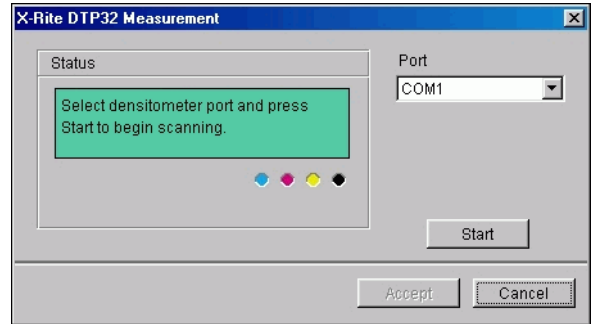 X-Rite DTP32 Measurement
Status
Select densitometer port and press
Start to begin scanning.
Port
COM1
Start
Accept
Cancel